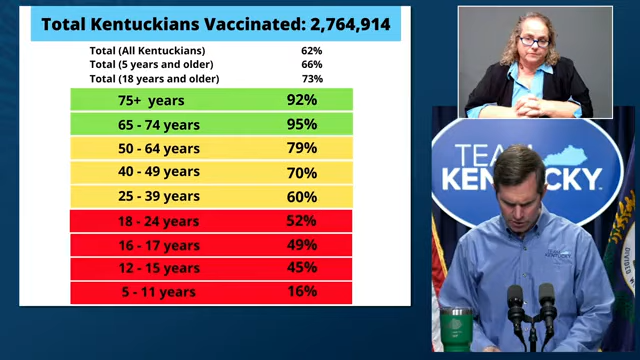 Total Kentuckians Vaccinated: 2,764,914
Total (All Kentuckians) 62%
Total (5 years and older) 66%
Total (18 years and older) 73%
75+ years 92%
65 - 74 years 95%
50 - 64 years 79%
40 - 49 years 70%
25 - 39 years 60%
18 - 24 years 52%
16 - 17 years 49%
12 - 15 years 45%
5 - 11 years 16%
TEAM
KENTUCKY
TEAM
KENTUCKY